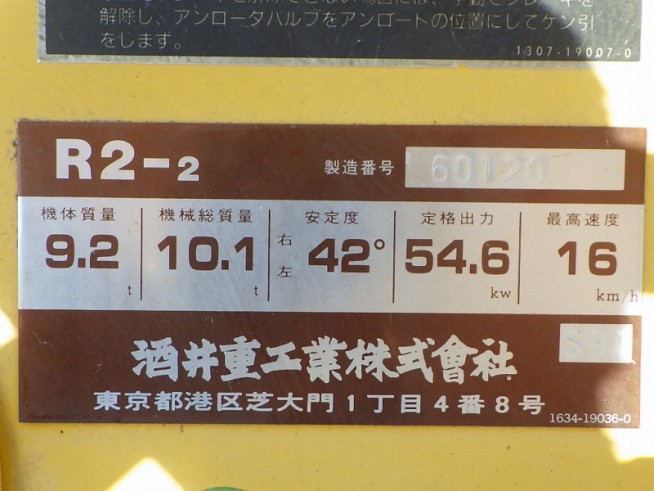 解除し、アンロータハルブをアンロートの位置にしてケン引
をします。
1307-19007-0
R2-2 製造番号 60120
機体質量 機械総質量 安定度 定格出力 最高速度
9.2 t 10.1 t 右 左 42° 54.6 kw 16 km/h
酒井重工業株式會社
東京都港区芝大門1丁目4番8号
1634-19036-0